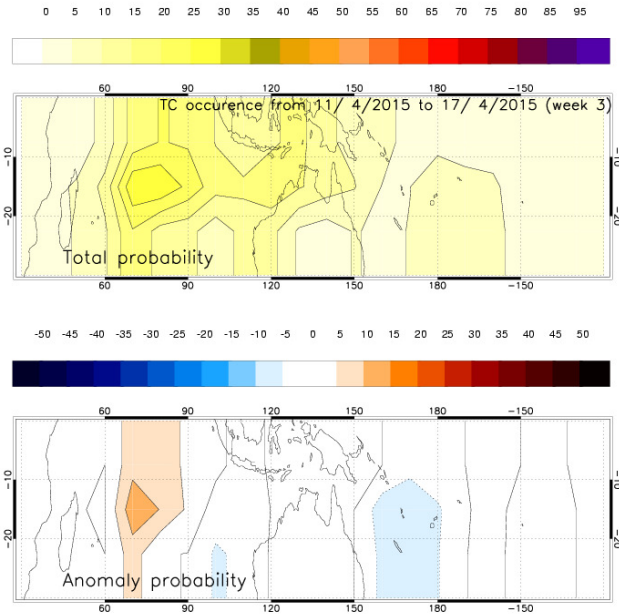 0 5 10 15 20 25 30 35 40 45 50 55 60 65 70 75 80 85 90 95
60 90 120 150 180 −150
TC occurence from 11/ 4/2015 to 17/ 4/2015 (week 3)
−10
−20
Total probability
60 90 120 150 180 −150
-50 -45 -40 -35 -30 -25 -20 -15 -10 -5 0 5 10 15 20 25 30 35 40 45 50
60 90 120 150 180 −150
−10
−20
Anomaly probability
60 90 120 150 180 −150